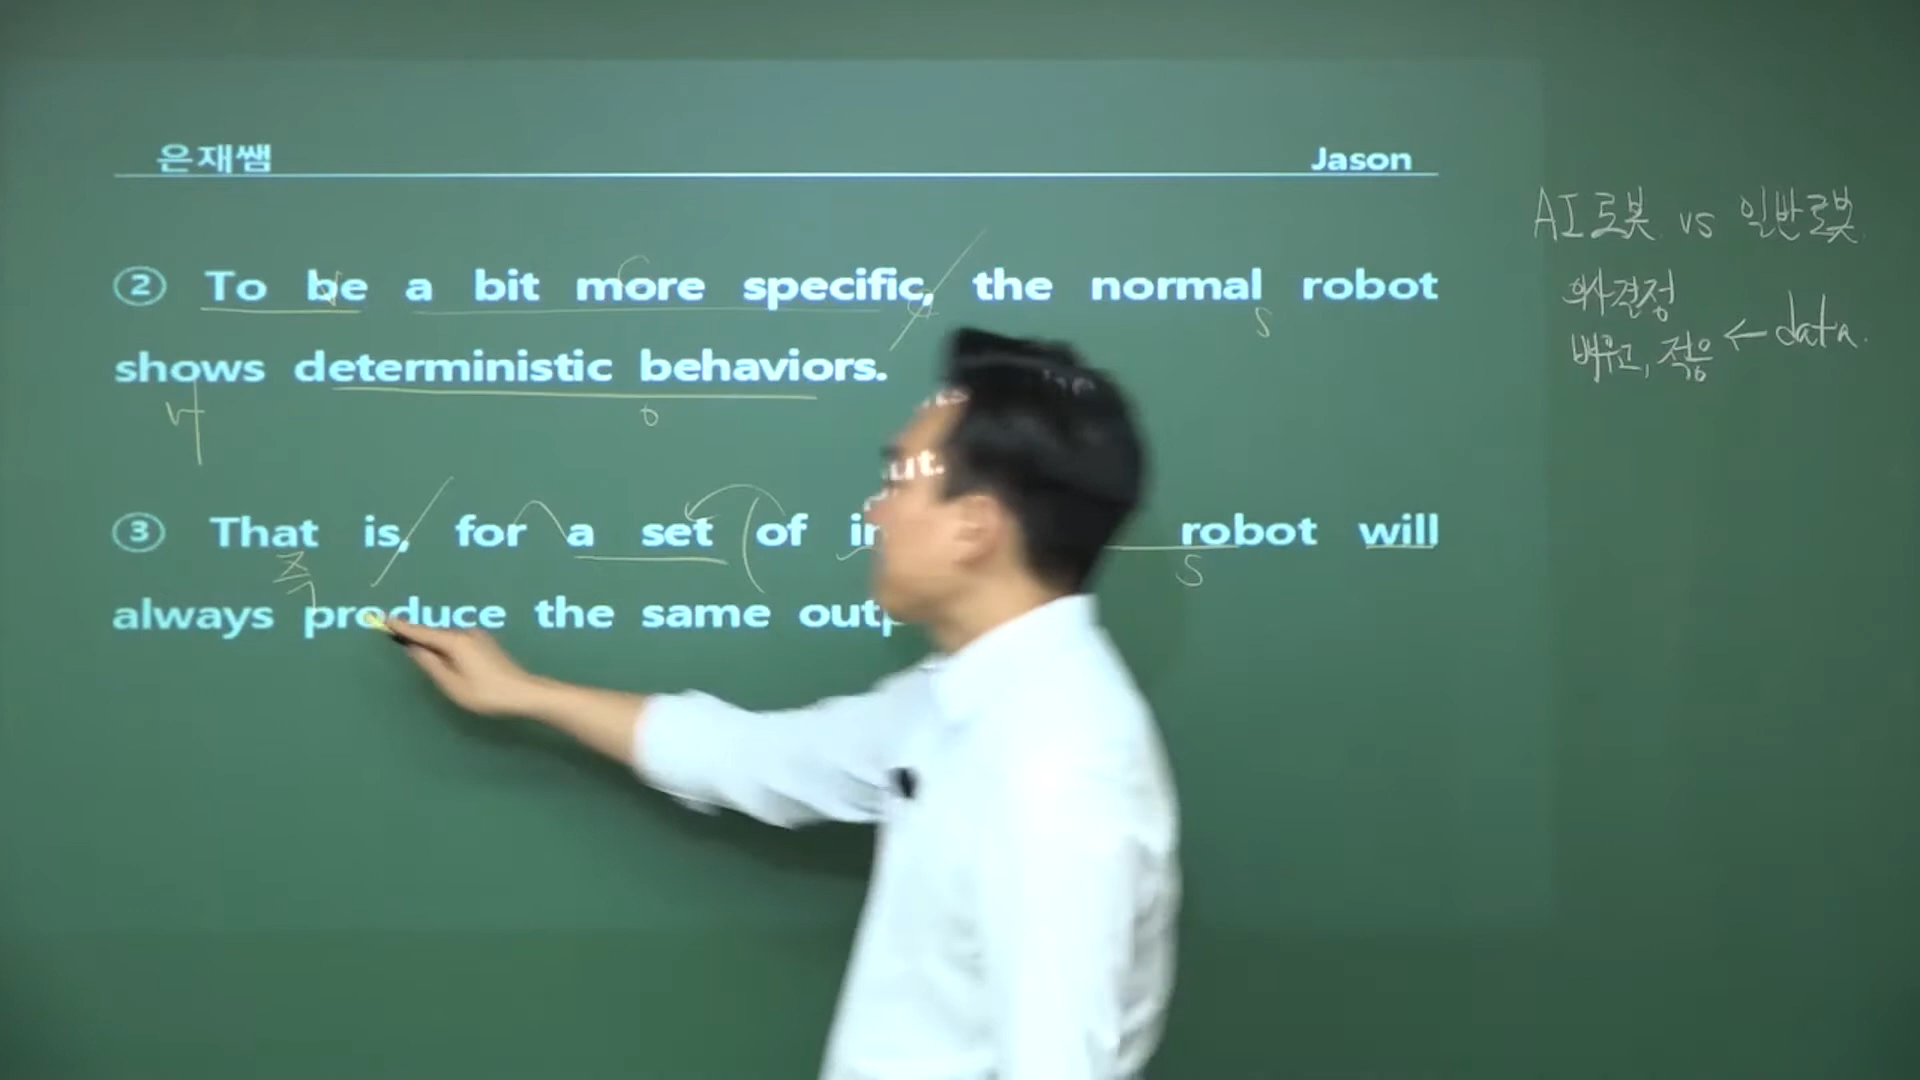 은재쌤 Jason
② To be a bit more specific, the normal robot
shows deterministic behaviors.
③ That is, for a set of robot will
always produce the same
AI로봇 vs 일반로봇
의사결정
배우고, 적응 ← data.
S
V
O
즉
S